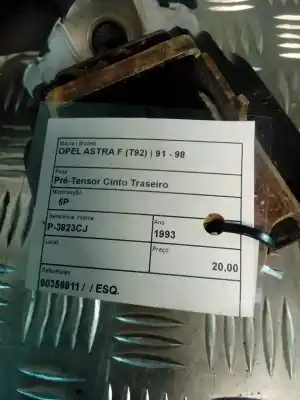 Marca | Modelo
OPEL ASTRA F (T92) | 91 - 98
Peça
Pré-Tensor Cinto Traseiro
Motorização
5P
Referência Interna
P-3823CJ
Ano
1993
Local
Preço
20.00
Referências
90359911 / / ESQ.